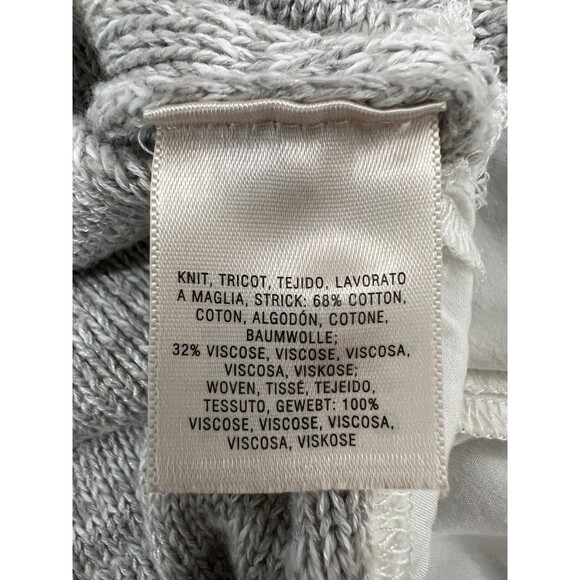 KNIT, TRICOT, TEJIDO, LAVORATO
A MAGLIA, STRICK: 68% COTTON,
COTON, ALGODÓN, COTONE,
BAUMWOLLE;
32% VISCOSE, VISCOSE, VISCOSA,
VISCOSA, VISKOSE;
WOVEN, TISSÉ, TEJEIDO,
TESSUTO, GEWEBT: 100%
VISCOSE, VISCOSE, VISCOSA,
VISCOSA, VISKOSE